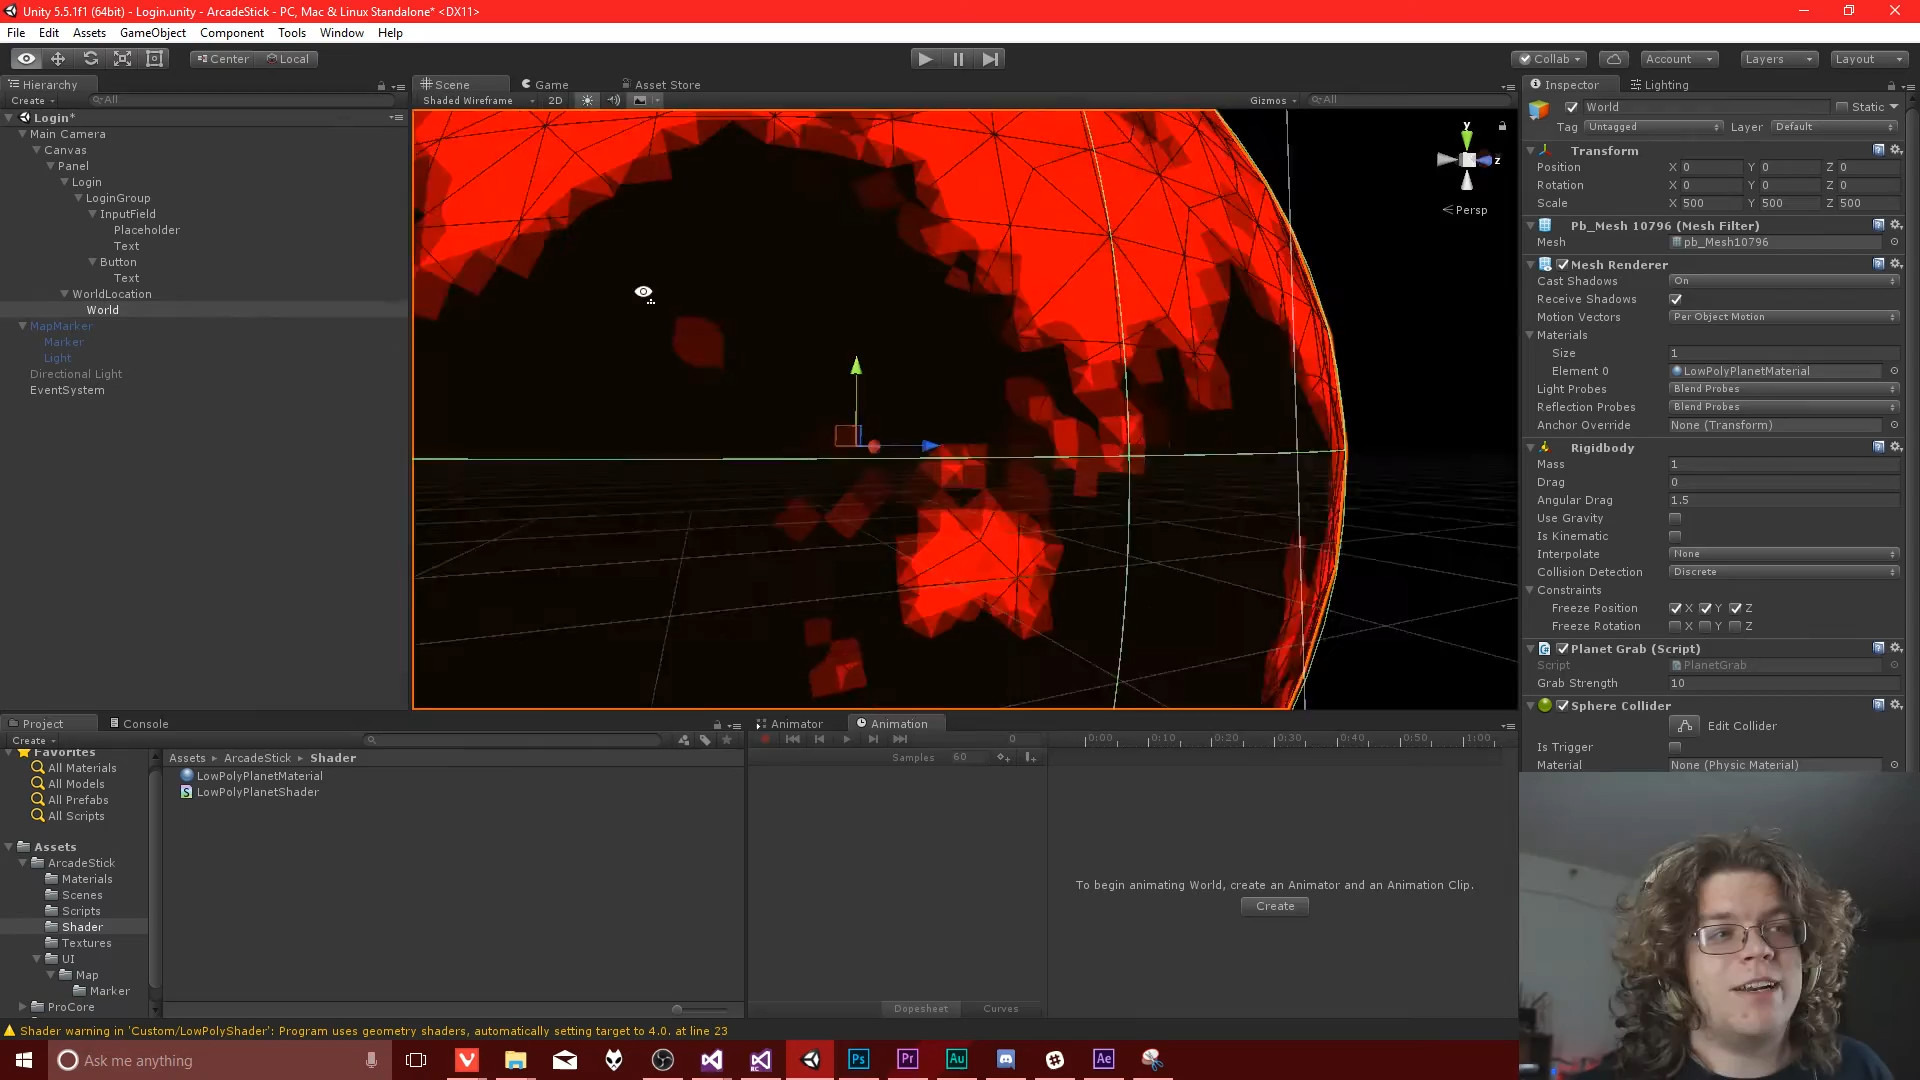 Unity 5.5.1f1 (64bit) - Login.unity - ArcadeStick - PC, Mac & Linux Standalone* <DX11>
File Edit Assets GameObject Component Tools Window Help
Center Local Collab Account Layers Layout
Hierarchy
Create All
Login*
Main Camera
Canvas
Panel
Login
LoginGroup
InputField
Placeholder
Text
Button
Text
WorldLocation
World
MapMarker
Marker
Light
Directional Light
EventSystem
Scene Game Asset Store
Shaded Wireframe 2D Gizmos All
y
z
Persp
Inspector Lighting
World Static
Tag Untagged Layer Default
Transform
Position X 0 Y 0 Z 0
Rotation X 0 Y 0 Z 0
Scale X 500 Y 500 Z 500
Pb_Mesh 10796 (Mesh Filter)
Mesh pb_Mesh10796
Mesh Renderer
Cast Shadows On
Receive Shadows
Motion Vectors Per Object Motion
Materials
Size 1
Element 0 LowPolyPlanetMaterial
Light Probes Blend Probes
Reflection Probes Blend Probes
Anchor Override None (Transform)
Rigidbody
Mass 1
Drag 0
Angular Drag 1.5
Use Gravity
Is Kinematic
Interpolate None
Collision Detection Discrete
Constraints
Freeze Position X Y Z
Freeze Rotation X Y Z
Planet Grab (Script)
Script PlanetGrab
Grab Strength 10
Sphere Collider
Edit Collider
Is Trigger
Material None (Physic Material)
Project Console
Create
Favorites
All Materials
All Models
All Prefabs
All Scripts
Assets
ArcadeStick
Materials
Scenes
Scripts
Shader
Textures
UI
Map
Marker
ProCore
Assets ArcadeStick Shader
LowPolyPlanetMaterial
LowPolyPlanetShader
Animator Animation
0 0:00 0:10 0:20 0:30 0:40 0:50 1:00
Samples 60
To begin animating World, create an Animator and an Animation Clip.
Create
Dopesheet Curves
Shader warning in 'Custom/LowPolyShader': Program uses geometry shaders, automatically setting target to 4.0. at line 23
Ask me anything
Ps Pr Au Ae